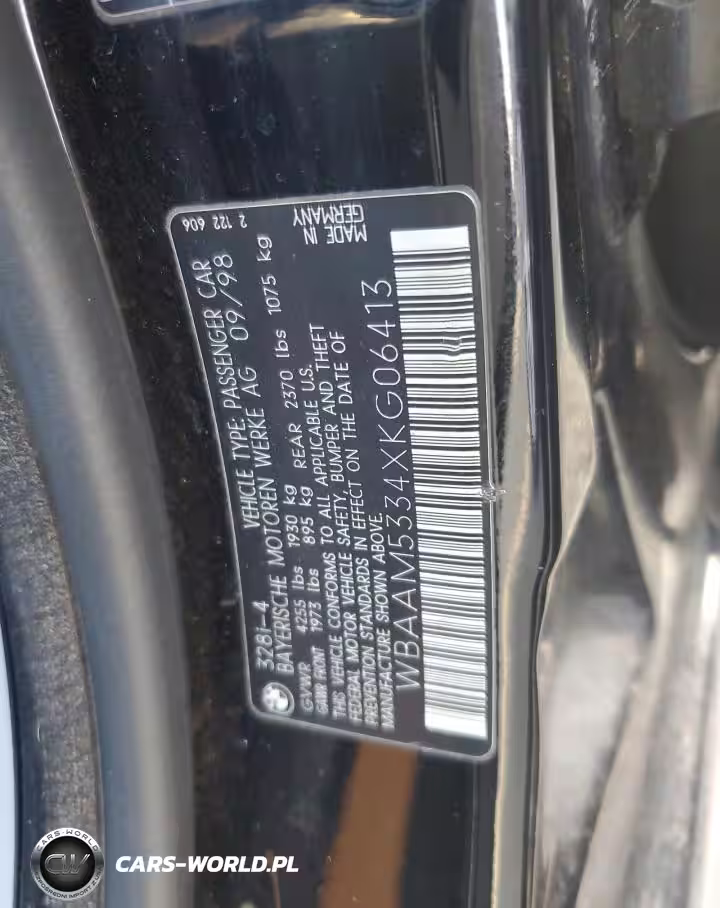 328i-4 VEHICLE TYPE: PASSENGER CAR
BAYERISCHE MOTOREN WERKE AG 09/98
GVWR 4255 lbs 1930 kg
GAWR FRONT 1973 lbs 895 kg REAR 2370 lbs 1075 kg
THIS VEHICLE CONFORMS TO ALL APPLICABLE U.S.
FEDERAL MOTOR VEHICLE SAFETY, BUMPER AND THEFT
PREVENTION STANDARDS IN EFFECT ON THE DATE OF
MANUFACTURE SHOWN ABOVE.
WBAAM5334XKG06413
2 122 606
MADE IN
GERMANY
CARS-WORLD
CW
CARS-WORLD.PL